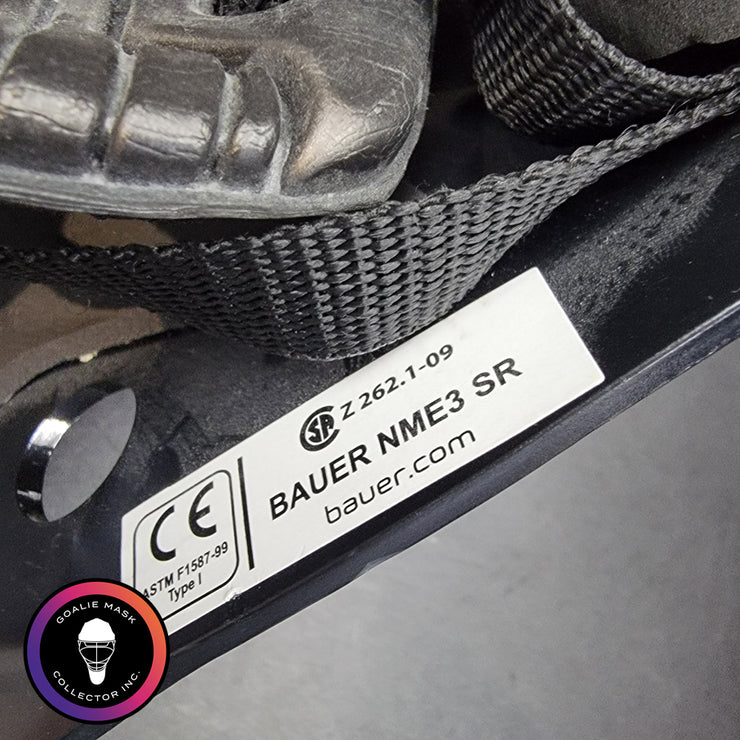 CSA Z 262.1-09
BAUER NME3 SR
bauer.com
CE
ASTM F1587-99
Type I
GOALIE MASK
COLLECTOR INC.